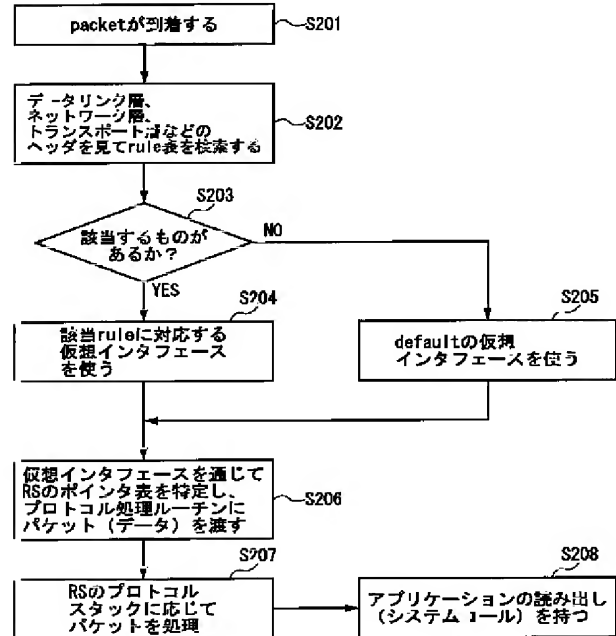 packetが到着する
S201
データリンク層、
ネットワーク層、
トランスポート層などの
ヘッダを見てrule表を検索する
S202
S203
該当するものが
あるか？
NO
YES
S204
該当ruleに対応する
仮想インタフェース
を使う
S205
defaultの仮想
インタフェースを使う
仮想インタフェースを通じて
RSのポインタ表を特定し、
プロトコル処理ルーチンに
パケット（データ）を渡す
S206
S207
RSのプロトコル
スタックに応じて
パケットを処理
S208
アプリケーションの読み出し
（システムコール）を持つ